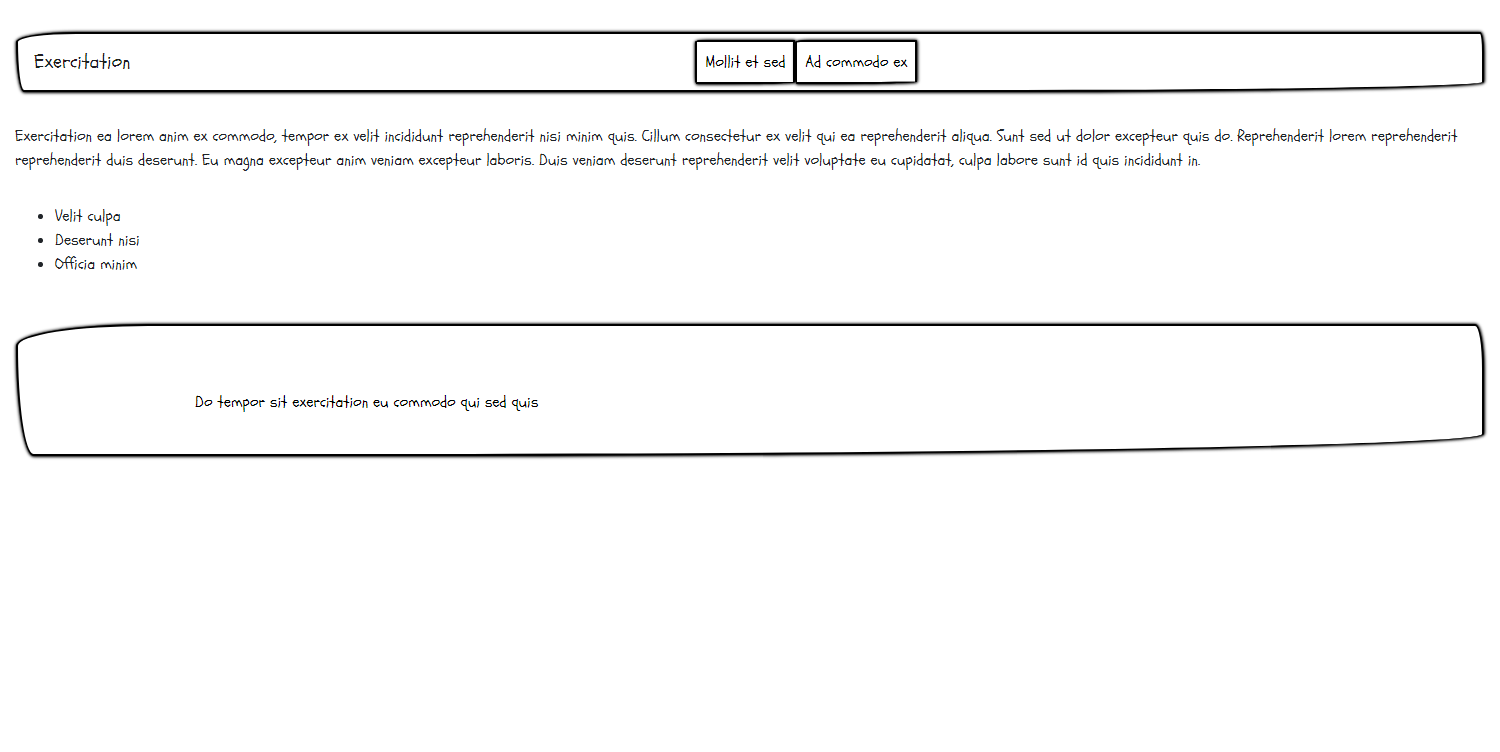 Exercitation
Mollit et sed
Ad commodo ex
Exercitation ea lorem anim ex commodo, tempor ex velit incididunt reprehenderit nisi minim quis. Cillum consectetur ex velit qui ea reprehenderit aliqua. Sunt sed ut dolor excepteur quis do. Reprehenderit lorem reprehenderit
reprehenderit duis deserunt. Eu magna excepteur anim veniam excepteur laboris. Duis veniam deserunt reprehenderit velit voluptate eu cupidatat, culpa labore sunt id quis incididunt in.
Velit culpa
Deserunt nisi
Officia minim
Do tempor sit exercitation eu commodo qui sed quis